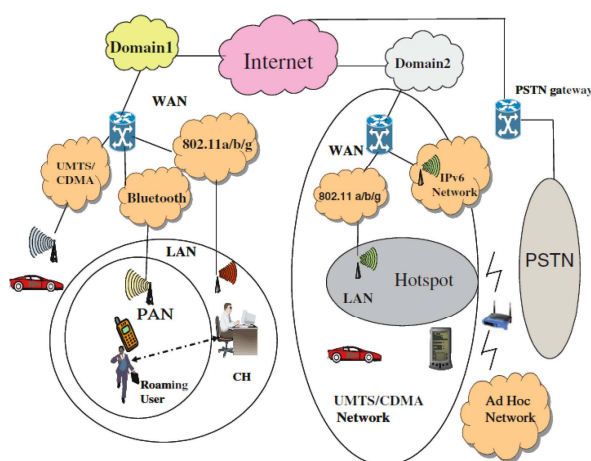 Domain1
Internet
Domain2
PSTN gateway
WAN
WAN
UMTS/
CDMA
802.11a/b/g
Bluetooth
802.11 a/b/g
IPv6
Network
LAN
PAN
Roaming
User
CH
Hotspot
LAN
PSTN
UMTS/CDMA
Network
Ad Hoc
Network